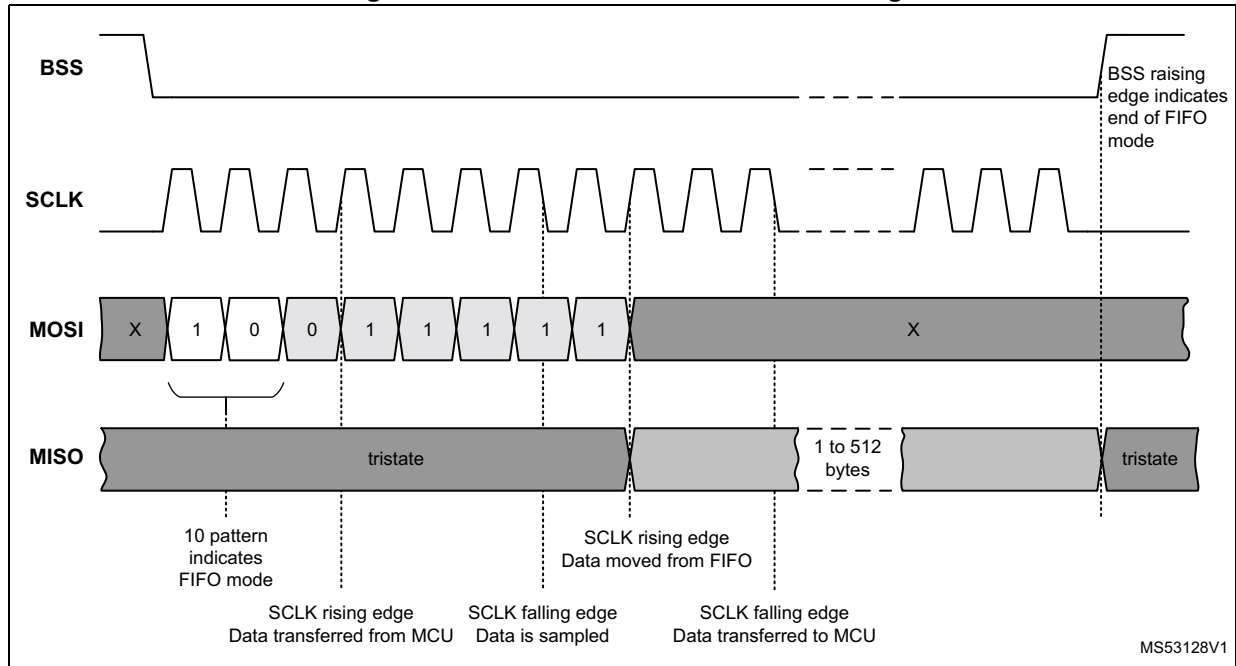 BSS
BSS raising
edge indicates
end of FIFO
mode
SCLK
MOSI X 1 0 0 1 1 1 1 1 X
MISO tristate 1 to 512 tristate
bytes
10 pattern
indicates
FIFO mode
SCLK rising edge
Data moved from FIFO
SCLK rising edge
Data transferred from MCU
SCLK falling edge
Data is sampled
SCLK falling edge
Data transferred to MCU
MS53128V1